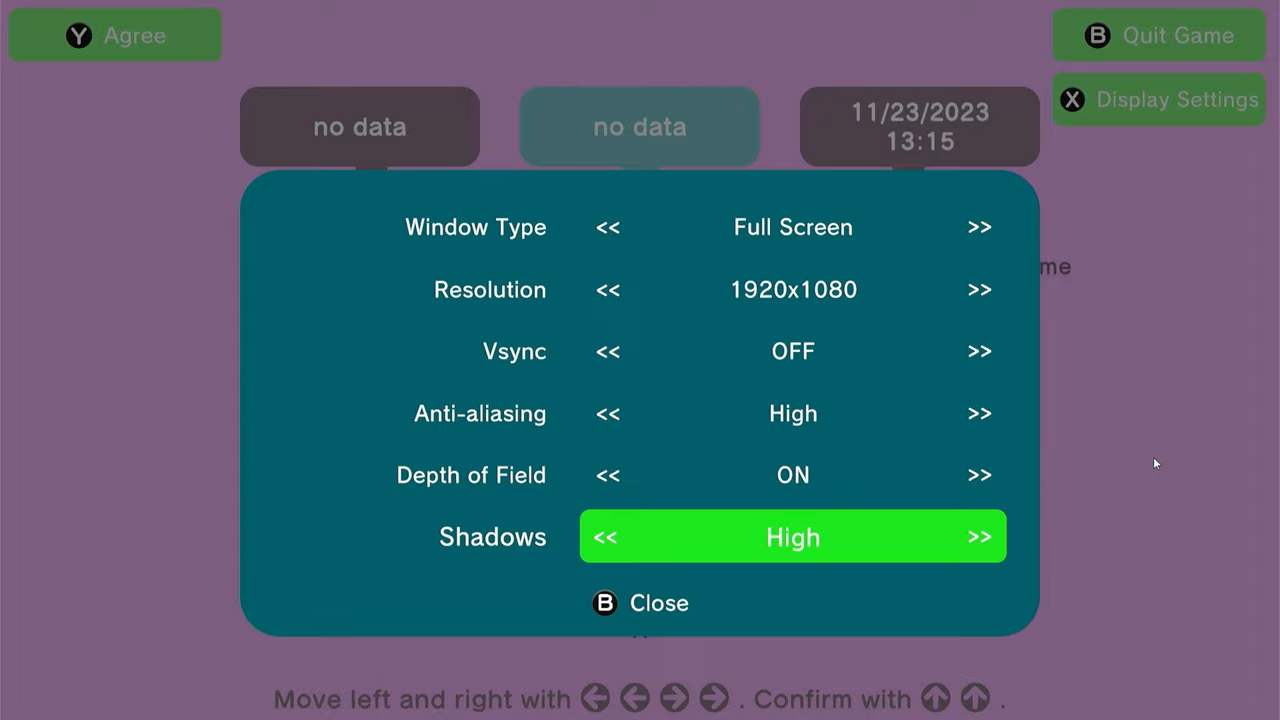 Y Agree
B Quit Game
X Display Settings
no data
no data
11/23/2023
13:15
Window Type << Full Screen >>
me
Resolution << 1920x1080 >>
Vsync << OFF >>
Anti-aliasing << High >>
Depth of Field << ON >>
Shadows << High >>
B Close
Move left and right with ← ← → → . Confirm with ↑ ↑ .